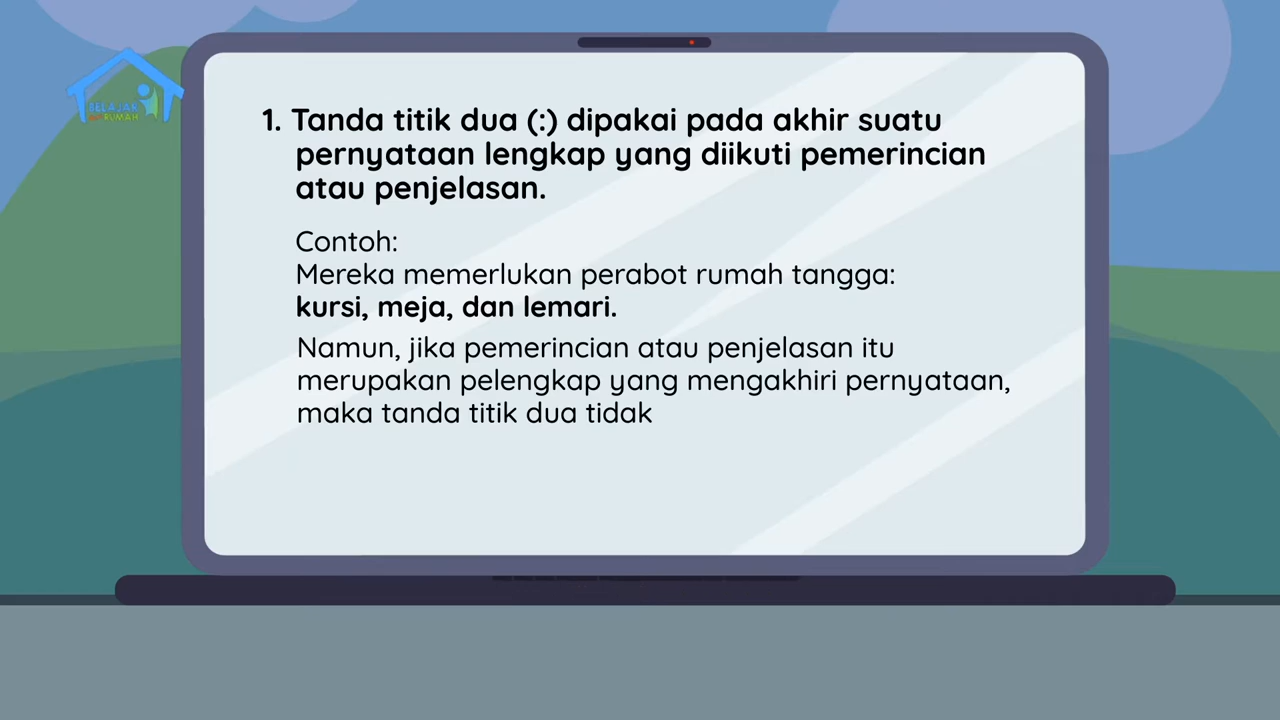 BELAJAR
RUMAH
1. Tanda titik dua (:) dipakai pada akhir suatu
pernyataan lengkap yang diikuti pemerincian
atau penjelasan.
Contoh:
Mereka memerlukan perabot rumah tangga:
kursi, meja, dan lemari.
Namun, jika pemerincian atau penjelasan itu
merupakan pelengkap yang mengakhiri pernyataan,
maka tanda titik dua tidak